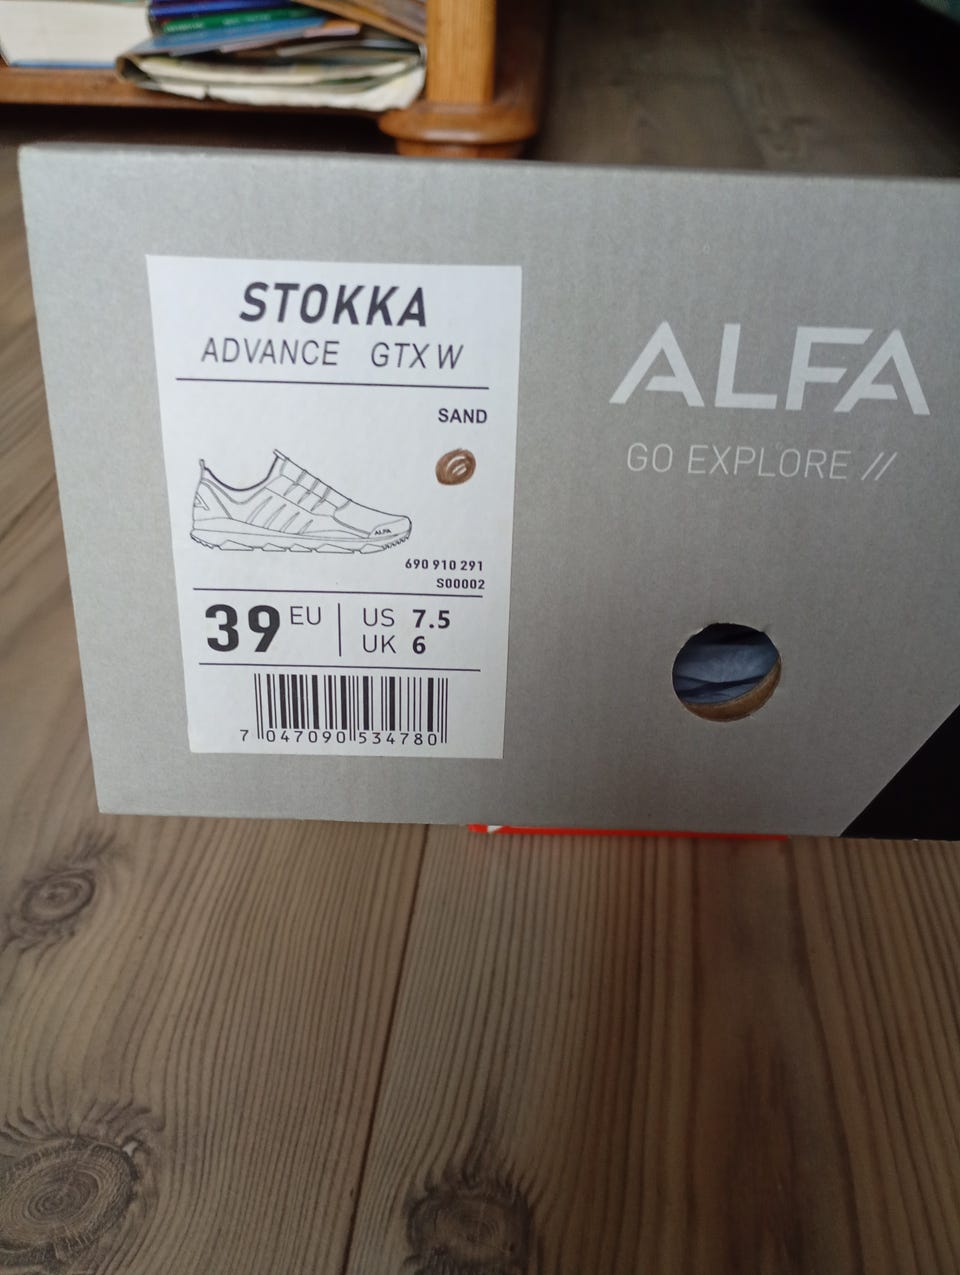 STOKKA
ADVANCE GTX W
SAND
ALFA
690 910 291
S00002
39 EU
US 7.5
UK 6
7 047090 534780
ALFA
GO EXPLORE //